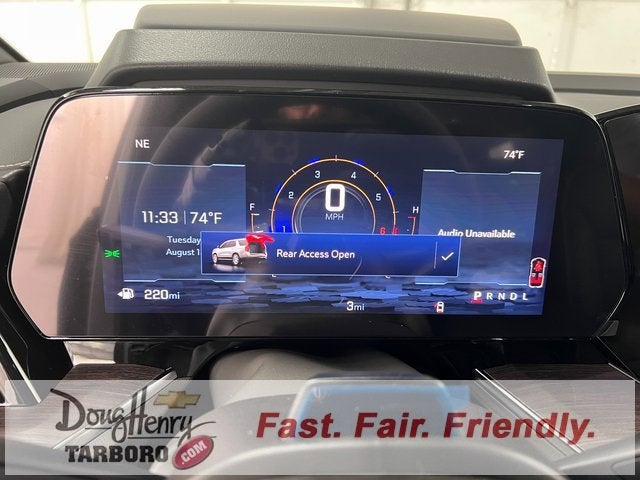 NE
74°F
11:33 | 74°F
Tuesday
August 1
F
H
1
2
3
4
5
6
0
MPH
Audio Unavailable
Rear Access Open
220mi
3mi
PRNDL
Doug Henry
TARBORO.COM
Fast. Fair. Friendly.